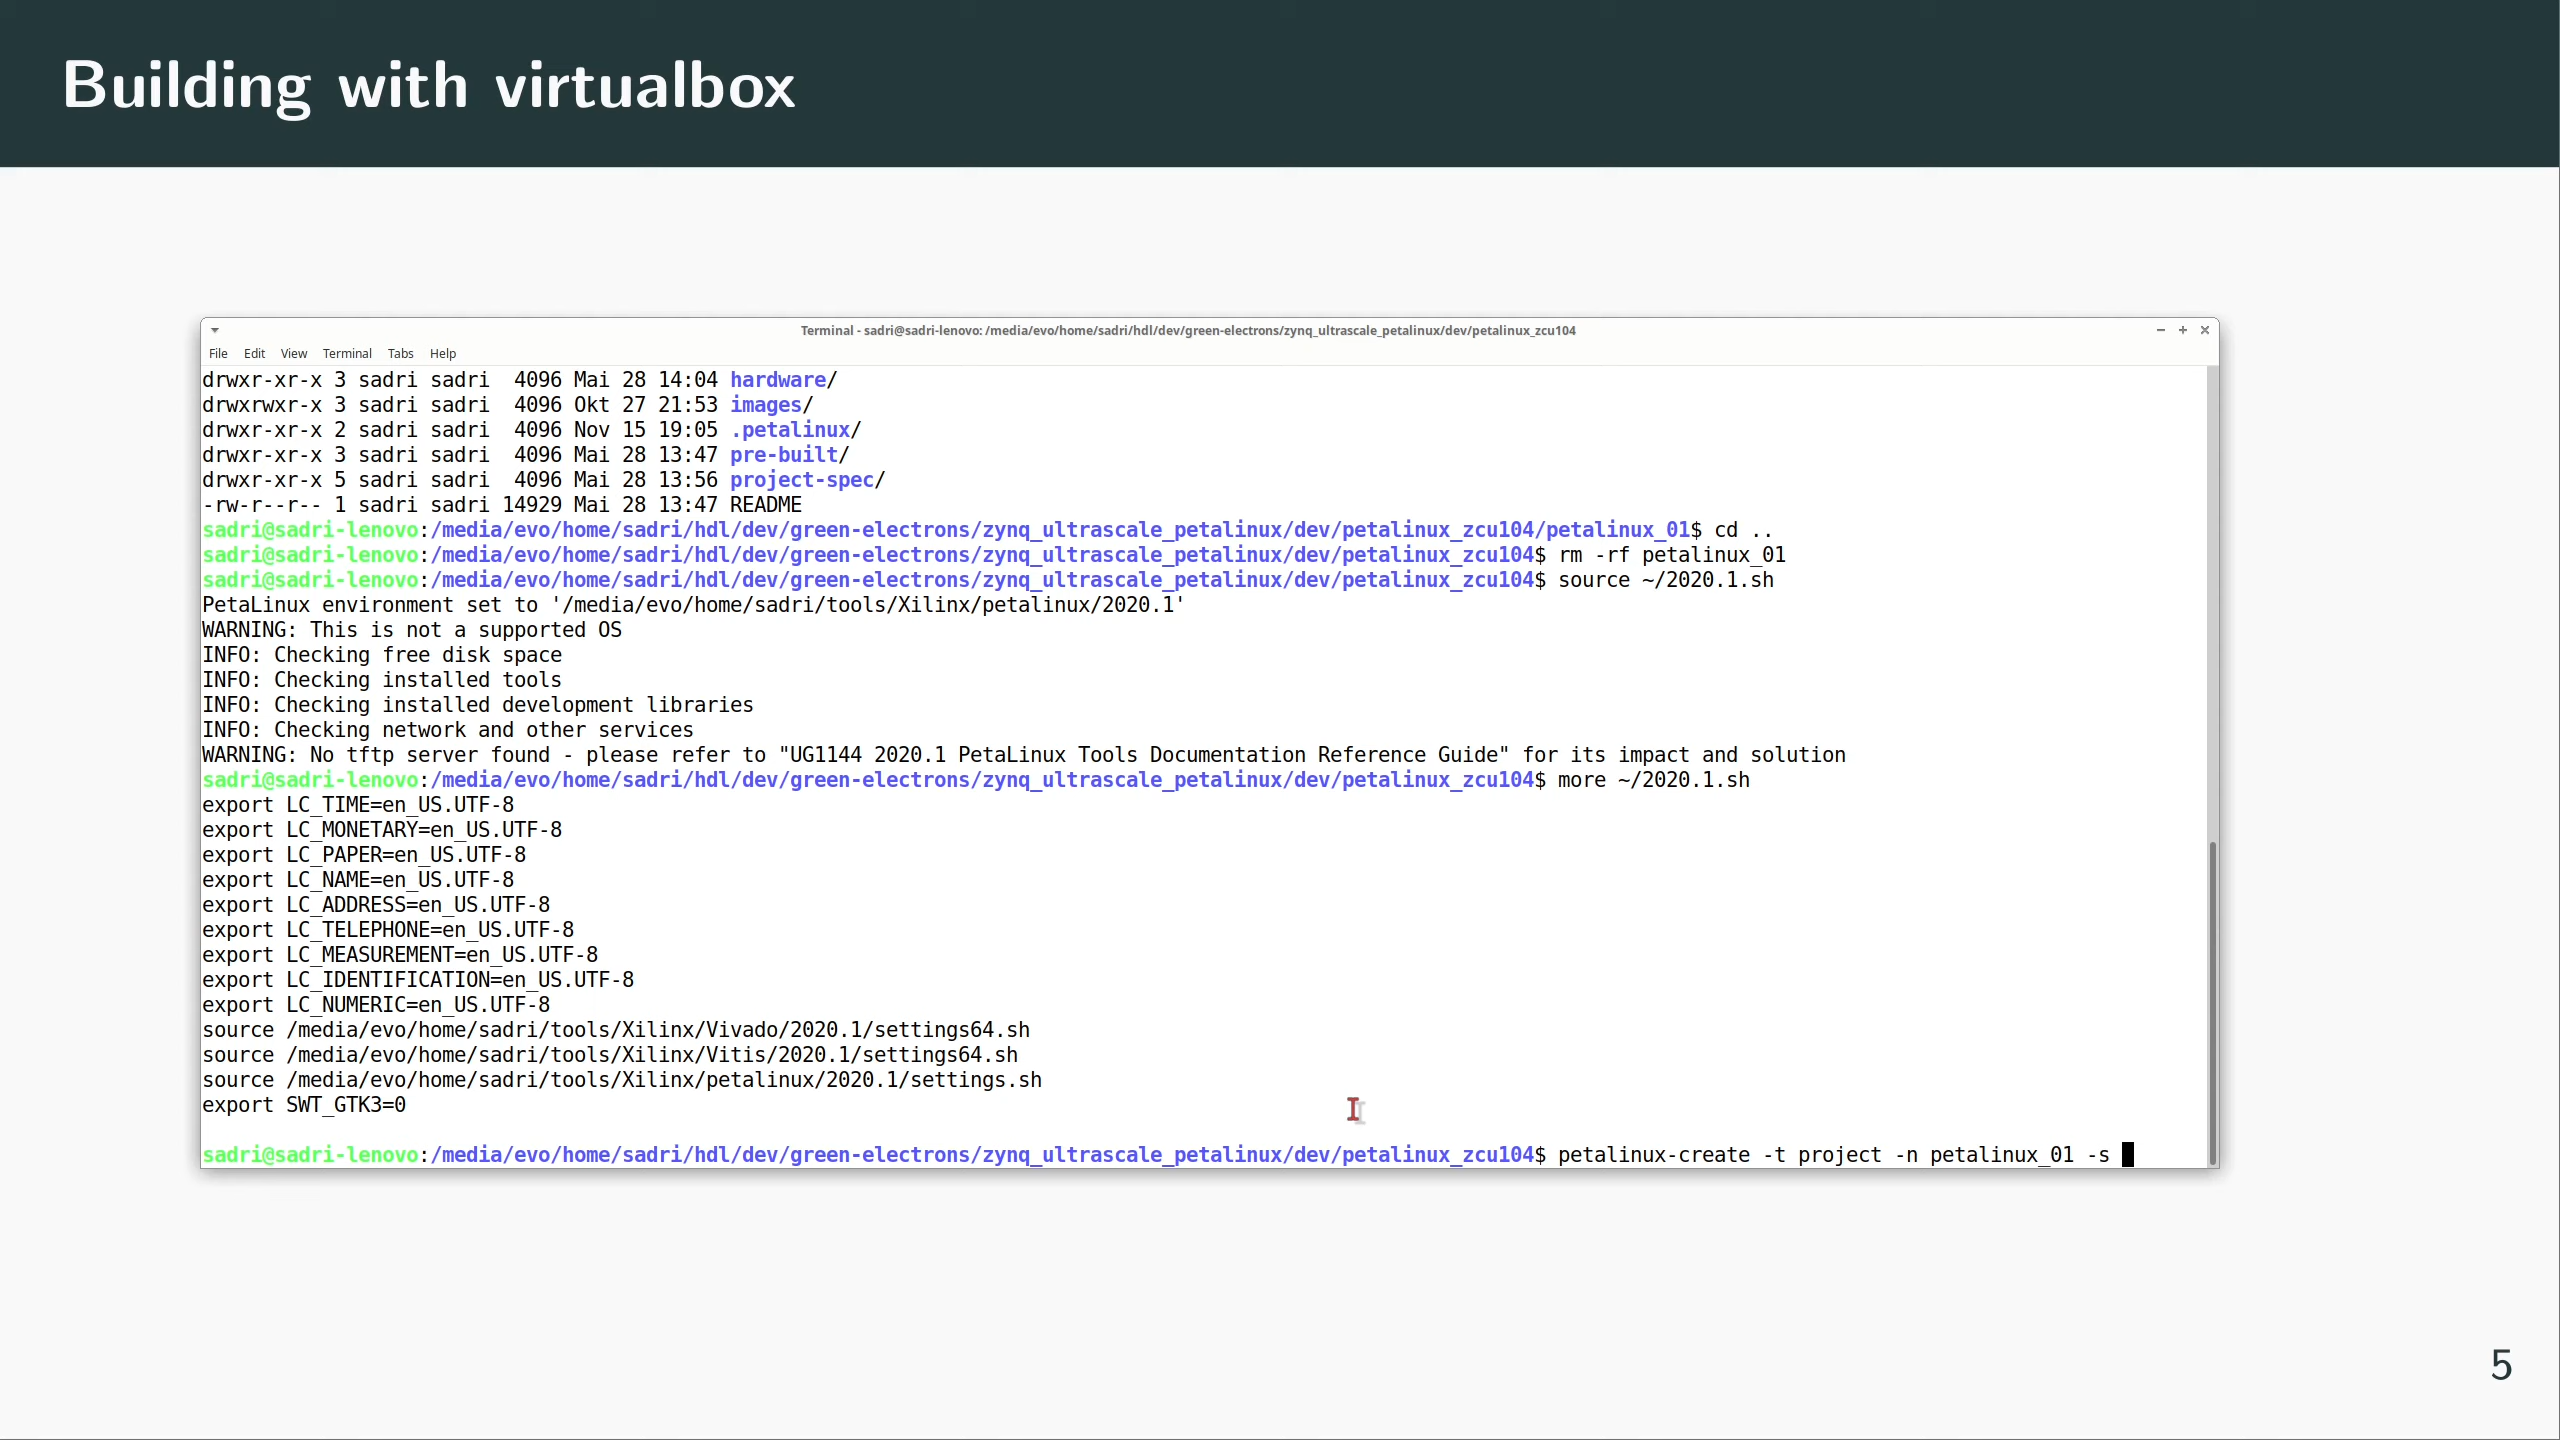 Building with virtualbox
Terminal - sadri@sadri-lenovo: /media/evo/home/sadri/hdl/dev/green-electrons/zynq_ultrascale_petalinux/dev/petalinux_zcu104
File Edit View Terminal Tabs Help
drwxr-xr-x 3 sadri sadri  4096 Mai 28 14:04 hardware/
drwxrwxr-x 3 sadri sadri  4096 Okt 27 21:53 images/
drwxr-xr-x 2 sadri sadri  4096 Nov 15 19:05 .petalinux/
drwxr-xr-x 3 sadri sadri  4096 Mai 28 13:47 pre-built/
drwxr-xr-x 5 sadri sadri  4096 Mai 28 13:56 project-spec/
-rw-r--r-- 1 sadri sadri 14929 Mai 28 13:47 README
sadri@sadri-lenovo:/media/evo/home/sadri/hdl/dev/green-electrons/zynq_ultrascale_petalinux/dev/petalinux_zcu104/petalinux_01$ cd ..
sadri@sadri-lenovo:/media/evo/home/sadri/hdl/dev/green-electrons/zynq_ultrascale_petalinux/dev/petalinux_zcu104$ rm -rf petalinux_01
sadri@sadri-lenovo:/media/evo/home/sadri/hdl/dev/green-electrons/zynq_ultrascale_petalinux/dev/petalinux_zcu104$ source ~/2020.1.sh
PetaLinux environment set to '/media/evo/home/sadri/tools/Xilinx/petalinux/2020.1'
WARNING: This is not a supported OS
INFO: Checking free disk space
INFO: Checking installed tools
INFO: Checking installed development libraries
INFO: Checking network and other services
WARNING: No tftp server found - please refer to "UG1144 2020.1 PetaLinux Tools Documentation Reference Guide" for its impact and solution
sadri@sadri-lenovo:/media/evo/home/sadri/hdl/dev/green-electrons/zynq_ultrascale_petalinux/dev/petalinux_zcu104$ more ~/2020.1.sh
export LC_TIME=en_US.UTF-8
export LC_MONETARY=en_US.UTF-8
export LC_PAPER=en_US.UTF-8
export LC_NAME=en_US.UTF-8
export LC_ADDRESS=en_US.UTF-8
export LC_TELEPHONE=en_US.UTF-8
export LC_MEASUREMENT=en_US.UTF-8
export LC_IDENTIFICATION=en_US.UTF-8
export LC_NUMERIC=en_US.UTF-8
source /media/evo/home/sadri/tools/Xilinx/Vivado/2020.1/settings64.sh
source /media/evo/home/sadri/tools/Xilinx/Vitis/2020.1/settings64.sh
source /media/evo/home/sadri/tools/Xilinx/petalinux/2020.1/settings.sh
export SWT_GTK3=0
sadri@sadri-lenovo:/media/evo/home/sadri/hdl/dev/green-electrons/zynq_ultrascale_petalinux/dev/petalinux_zcu104$ petalinux-create -t project -n petalinux_01 -s
5